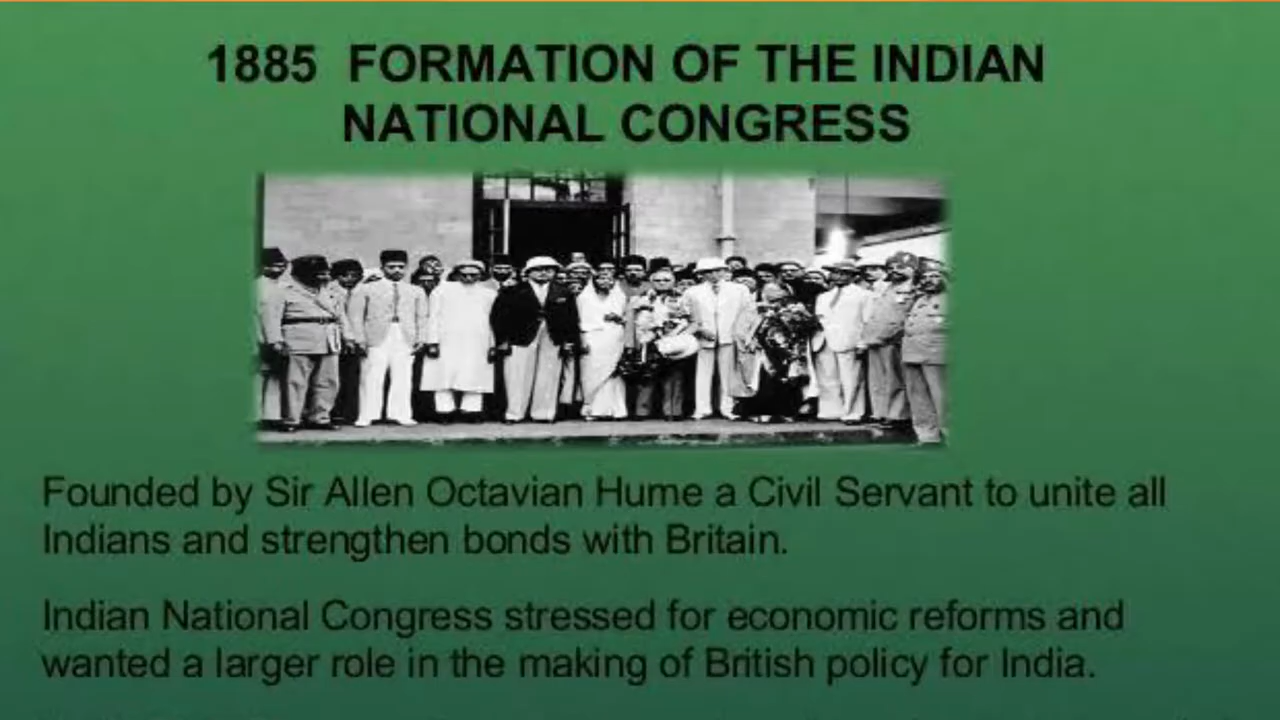 1885 FORMATION OF THE INDIAN
NATIONAL CONGRESS
Founded by Sir Allen Octavian Hume a Civil Servant to unite all
Indians and strengthen bonds with Britain.
Indian National Congress stressed for economic reforms and
wanted a larger role in the making of British policy for India.